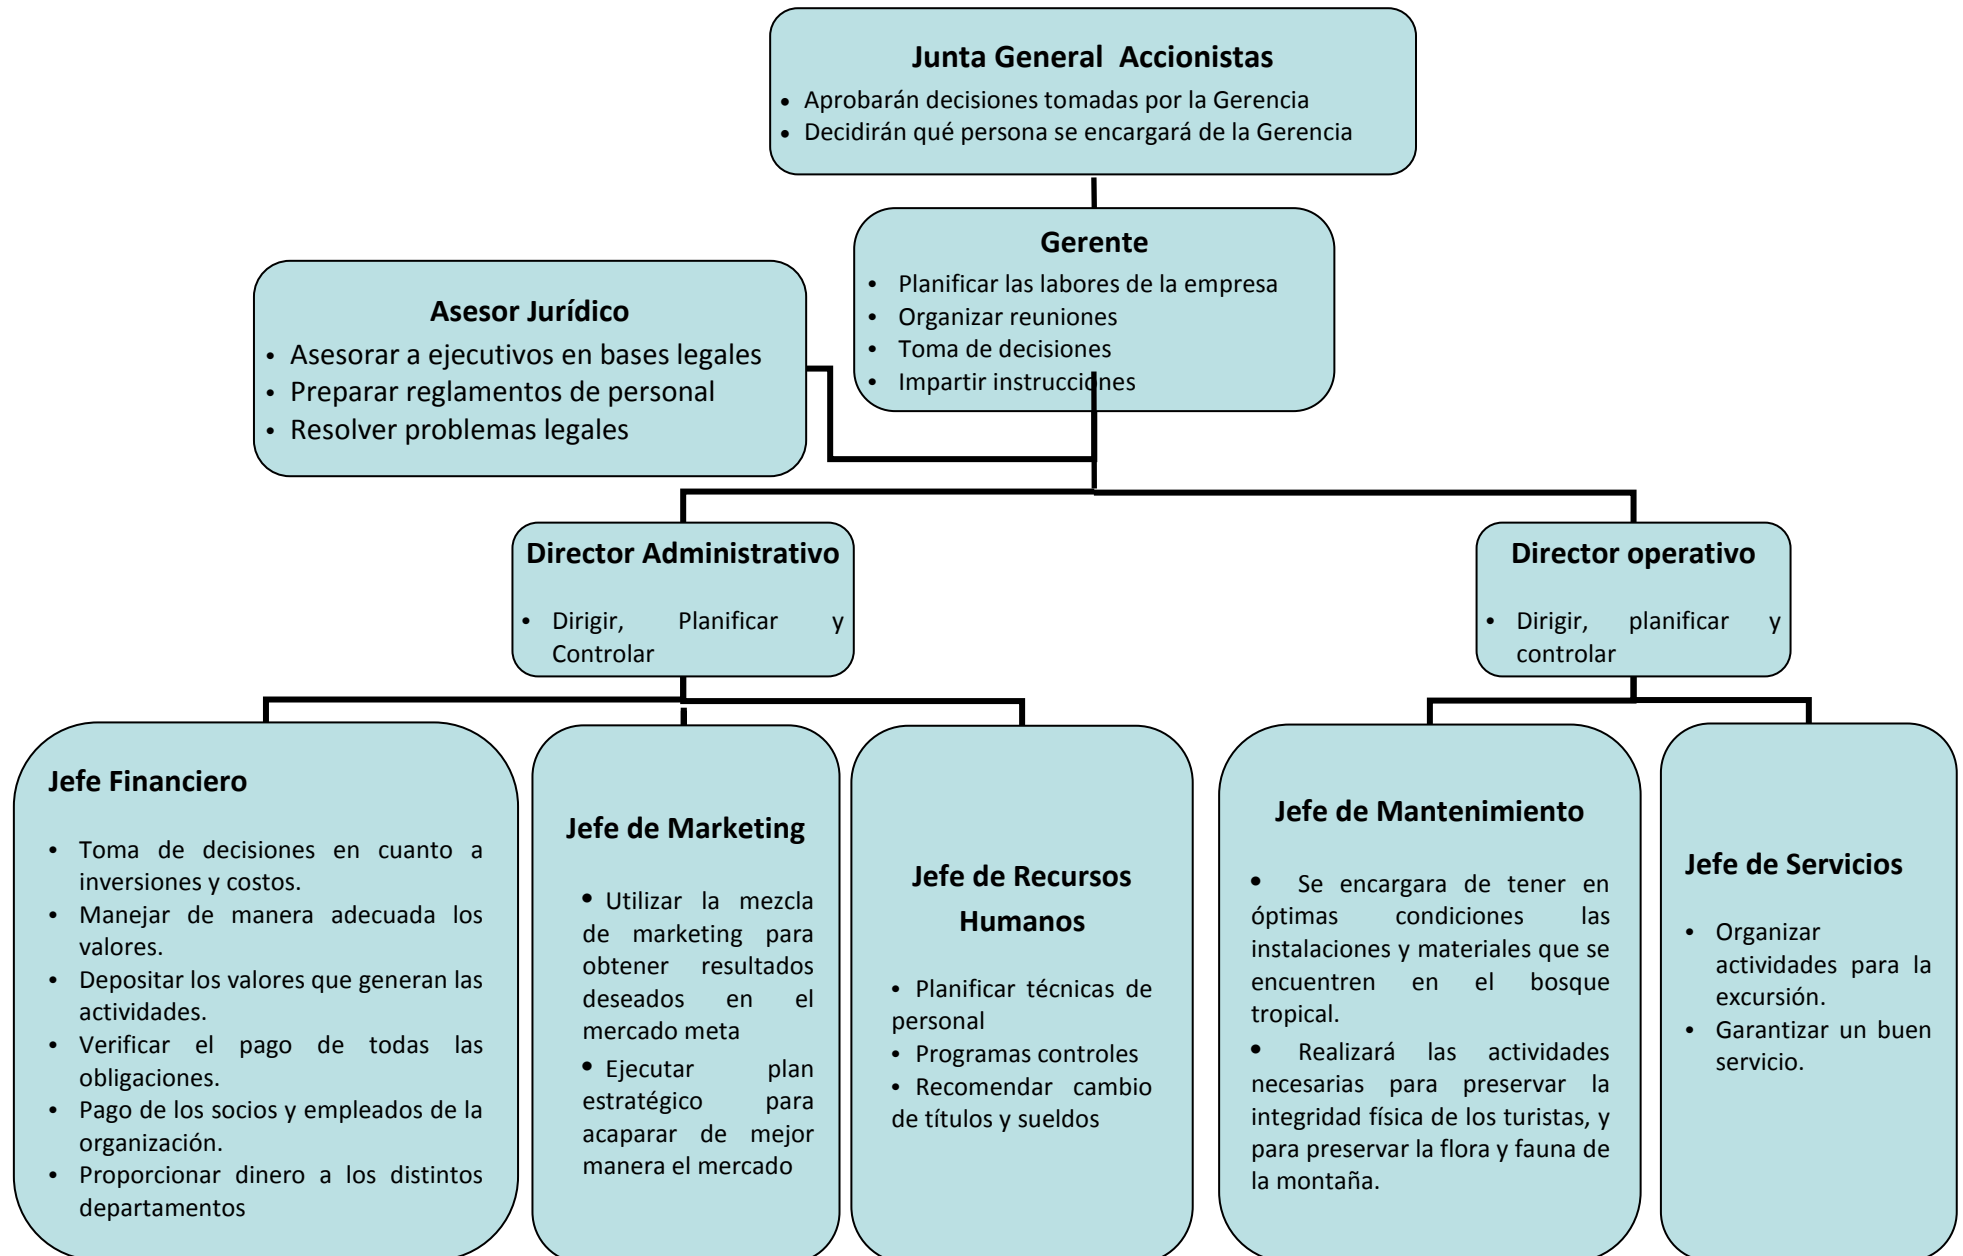 Junta General  Accionistas
• Aprobarán decisiones tomadas por la Gerencia
• Decidirán qué persona se encargará de la Gerencia
Gerente
• Planificar las labores de la empresa
• Organizar reuniones
• Toma de decisiones
• Impartir instrucciones
Asesor Jurídico
• Asesorar a ejecutivos en bases legales
• Preparar reglamentos de personal
• Resolver problemas legales
Director Administrativo
• Dirigir, Planificar y
Controlar
Director operativo
• Dirigir, planificar y
controlar
Jefe Financiero
• Toma de decisiones en cuanto a
inversiones y costos.
• Manejar de manera adecuada los
valores.
• Depositar los valores que generan las
actividades.
• Verificar el pago de todas las
obligaciones.
• Pago de los socios y empleados de la
organización.
• Proporcionar dinero a los distintos
departamentos
Jefe de Marketing
• Utilizar la mezcla
de marketing para
obtener resultados
deseados en el
mercado meta
• Ejecutar plan
estratégico para
acaparar de mejor
manera el mercado
Jefe de Recursos
Humanos
• Planificar técnicas de
personal
• Programas controles
• Recomendar cambio
de títulos y sueldos
Jefe de Mantenimiento
• Se encargara de tener en
óptimas condiciones las
instalaciones y materiales que se
encuentren en el bosque
tropical.
• Realizará las actividades
necesarias para preservar la
integridad física de los turistas, y
para preservar la flora y fauna de
la montaña.
Jefe de Servicios
• Organizar
actividades para la
excursión.
• Garantizar un buen
servicio.